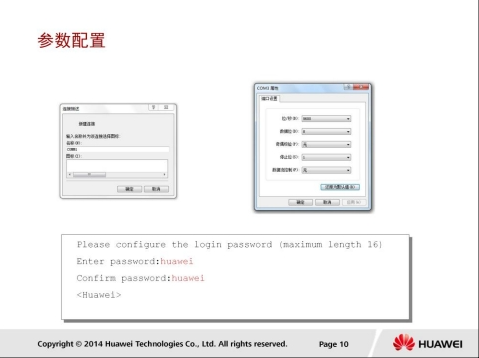 参数配置
连接描述
新建连接
输入名称并为该连接选择图标:
名称(N):
COM1
图标(I):
确定
取消
COM1 属性
端口设置
位/秒(B): 9600
数据位(D): 8
奇偶校验(P): 无
停止位(S): 1
数据流控制(F): 无
还原为默认值(R)
确定
取消
应用(A)
Please configure the login password (maximum length 16)
Enter password:huawei
Confirm password:huawei
<Huawei>
Copyright © 2014 Huawei Technologies Co., Ltd. All rights reserved.
Page 10
HUAWEI